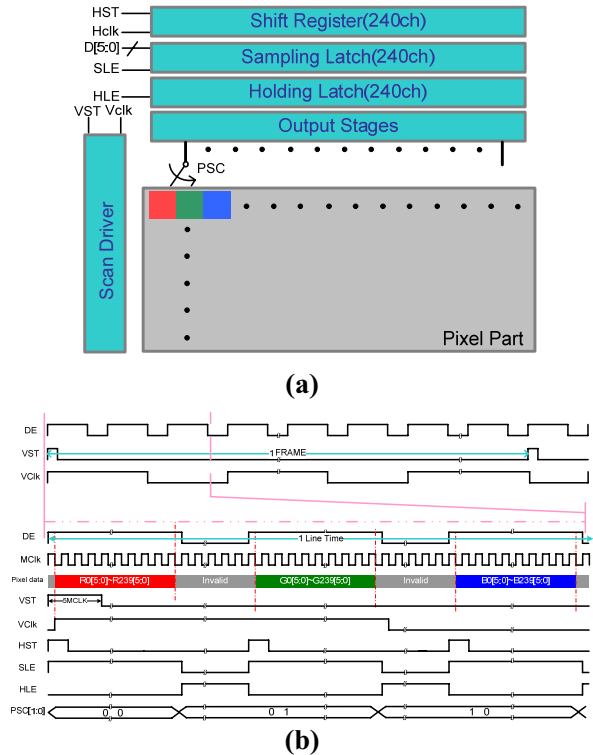 HST
Hclk
D[5:0]
SLE
HLE
VST Vclk
Shift Register(240ch)
Sampling Latch(240ch)
Holding Latch(240ch)
Output Stages
PSC
Scan Driver
Pixel Part
(a)
DE
VST
1 FRAME
VClk
DE
1 Line Time
MClk
Pixel data
R0[5:0]~R239[5:0]
Invalid
G0[5:0]~G239[5:0]
Invalid
B0[5:0]~B239[5:0]
VST
5MCLK
VClk
HST
SLE
HLE
PSC[1:0]
0 0
0 1
1 0
(b)